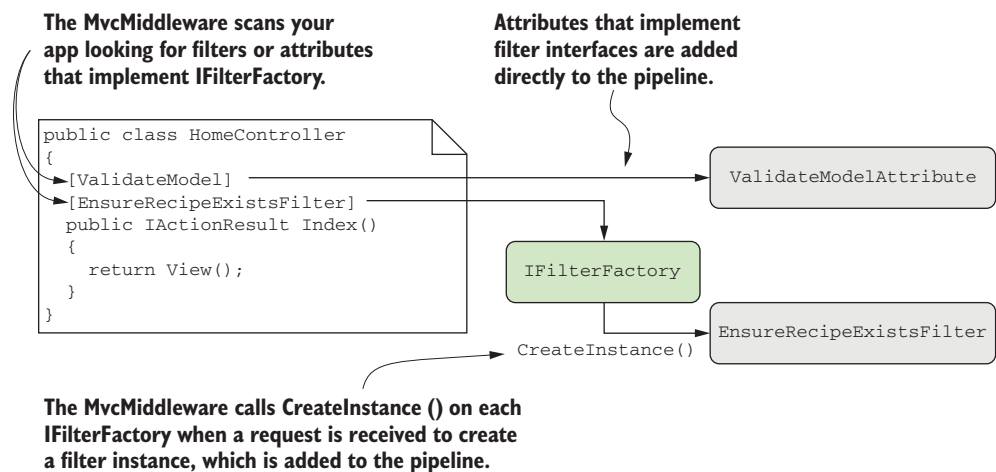 The MvcMiddleware scans your
app looking for filters or attributes
that implement IFilterFactory.
Attributes that implement
filter interfaces are added
directly to the pipeline.
public class HomeController
{
[ValidateModel]
[EnsureRecipeExistsFilter]
public IActionResult Index()
{
return View();
}
}
ValidateModelAttribute
IFilterFactory
CreateInstance()
EnsureRecipeExistsFilter
The MvcMiddleware calls CreateInstance () on each
IFilterFactory when a request is received to create
a filter instance, which is added to the pipeline.